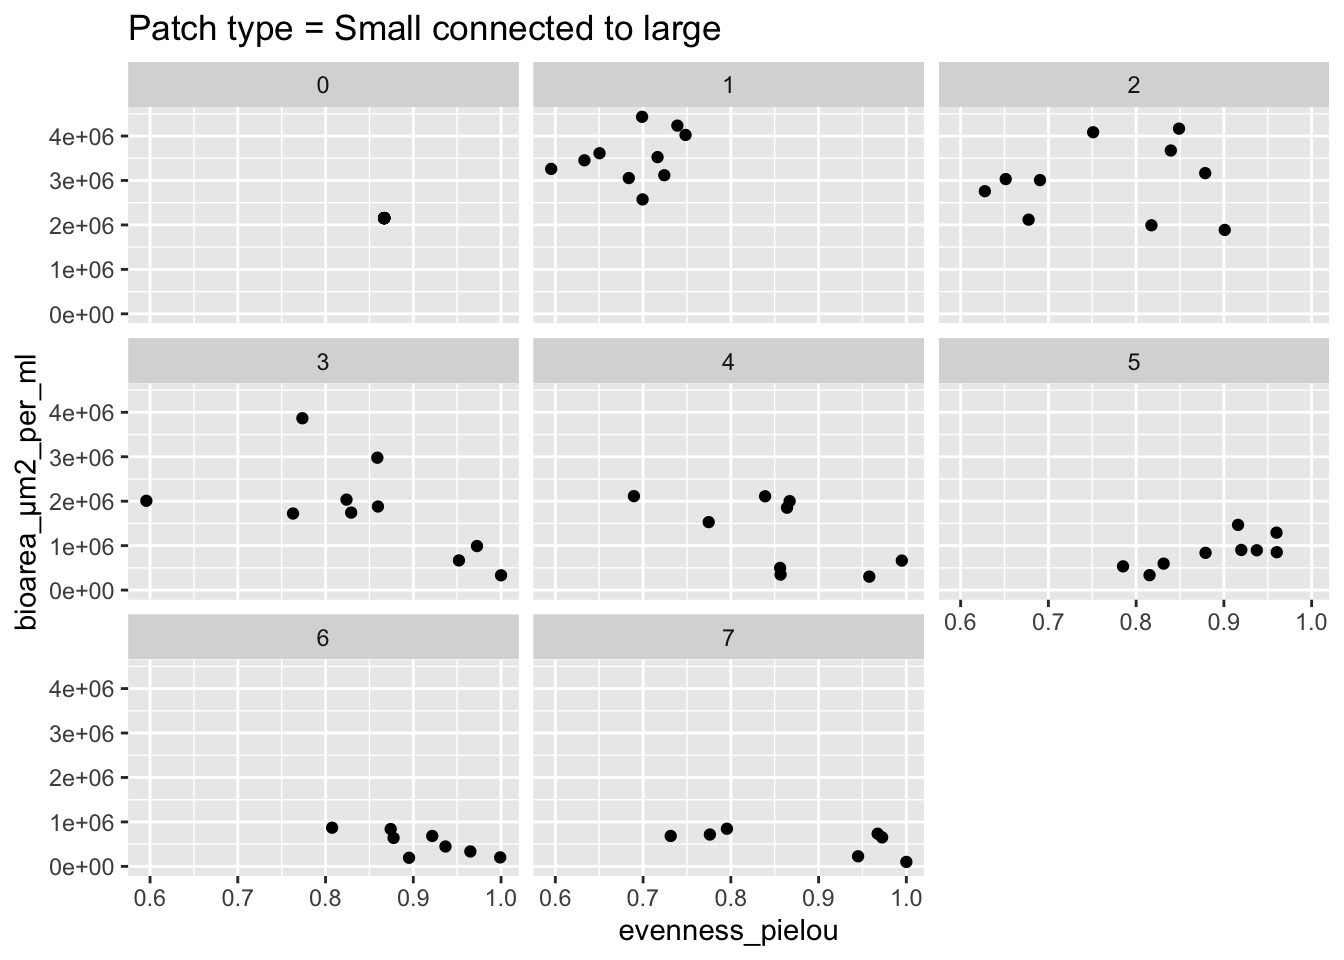 Patch type = Small connected to large
0 1 2
4e+06
3e+06
2e+06
1e+06
0e+00
3 4 5
4e+06
3e+06
2e+06
1e+06
0e+00
0.6 0.7 0.8 0.9 1.0
6 7
4e+06
3e+06
2e+06
1e+06
0e+00
0.6 0.7 0.8 0.9 1.0 0.6 0.7 0.8 0.9 1.0
evenness_pielou
bioarea_µm2_per_ml